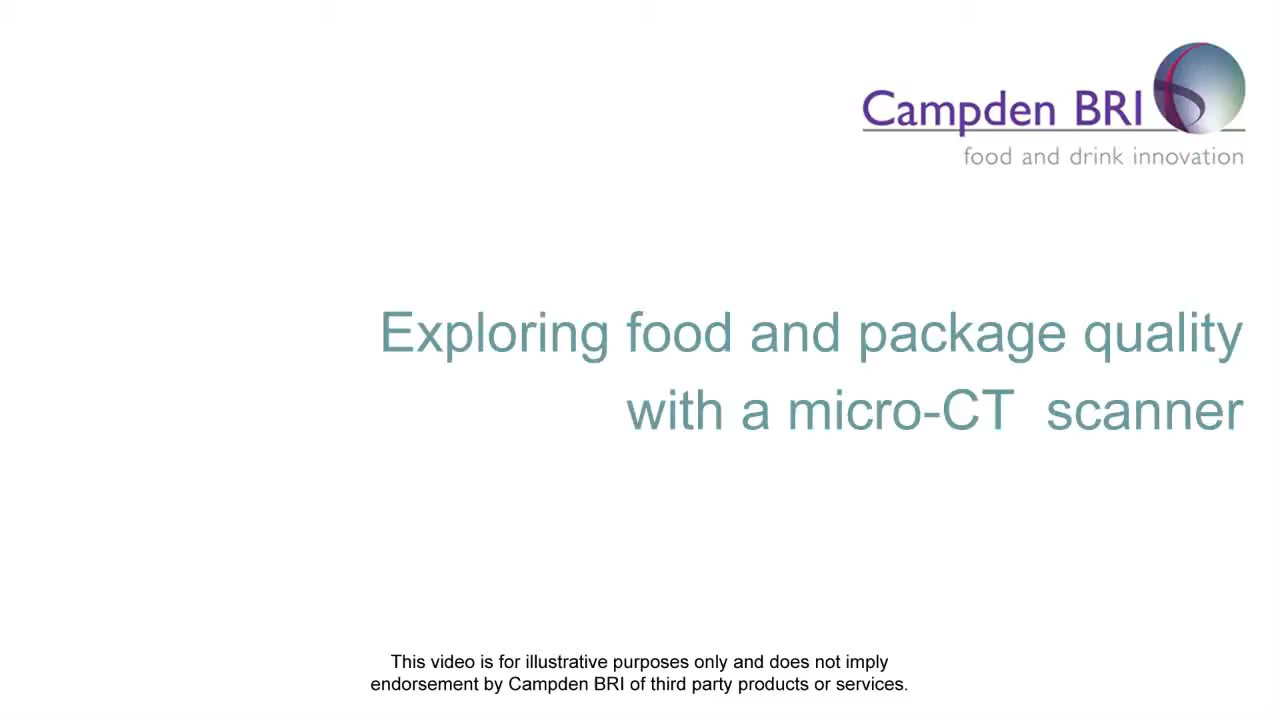 Campden BRI
food and drink innovation
Exploring food and package quality
with a micro-CT scanner
This video is for illustrative purposes only and does not imply
endorsement by Campden BRI of third party products or services.